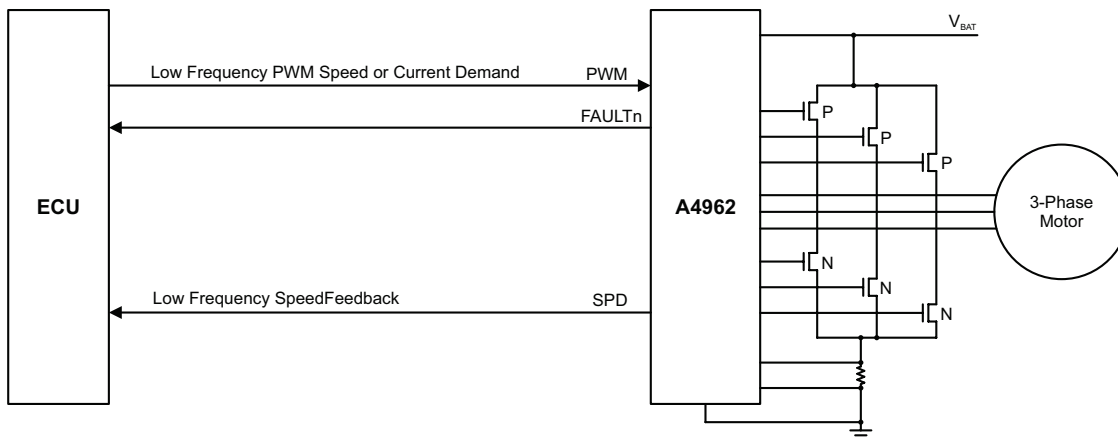 V_BAT
Low Frequency PWM Speed or Current Demand
PWM
FAULTn
P
P
P
ECU
A4962
3-Phase
Motor
N
N
N
Low Frequency SpeedFeedback
SPD